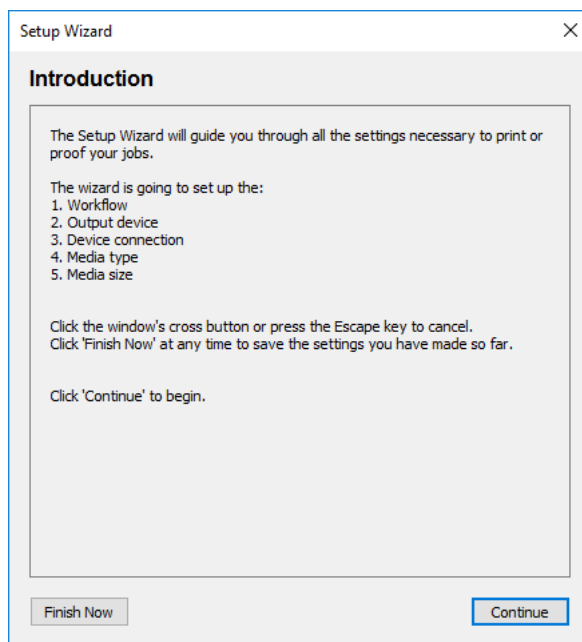 Setup Wizard
Introduction
The Setup Wizard will guide you through all the settings necessary to print or
proof your jobs.
The wizard is going to set up the:
1. Workflow
2. Output device
3. Device connection
4. Media type
5. Media size
Click the window's cross button or press the Escape key to cancel.
Click 'Finish Now' at any time to save the settings you have made so far.
Click 'Continue' to begin.
Finish Now
Continue